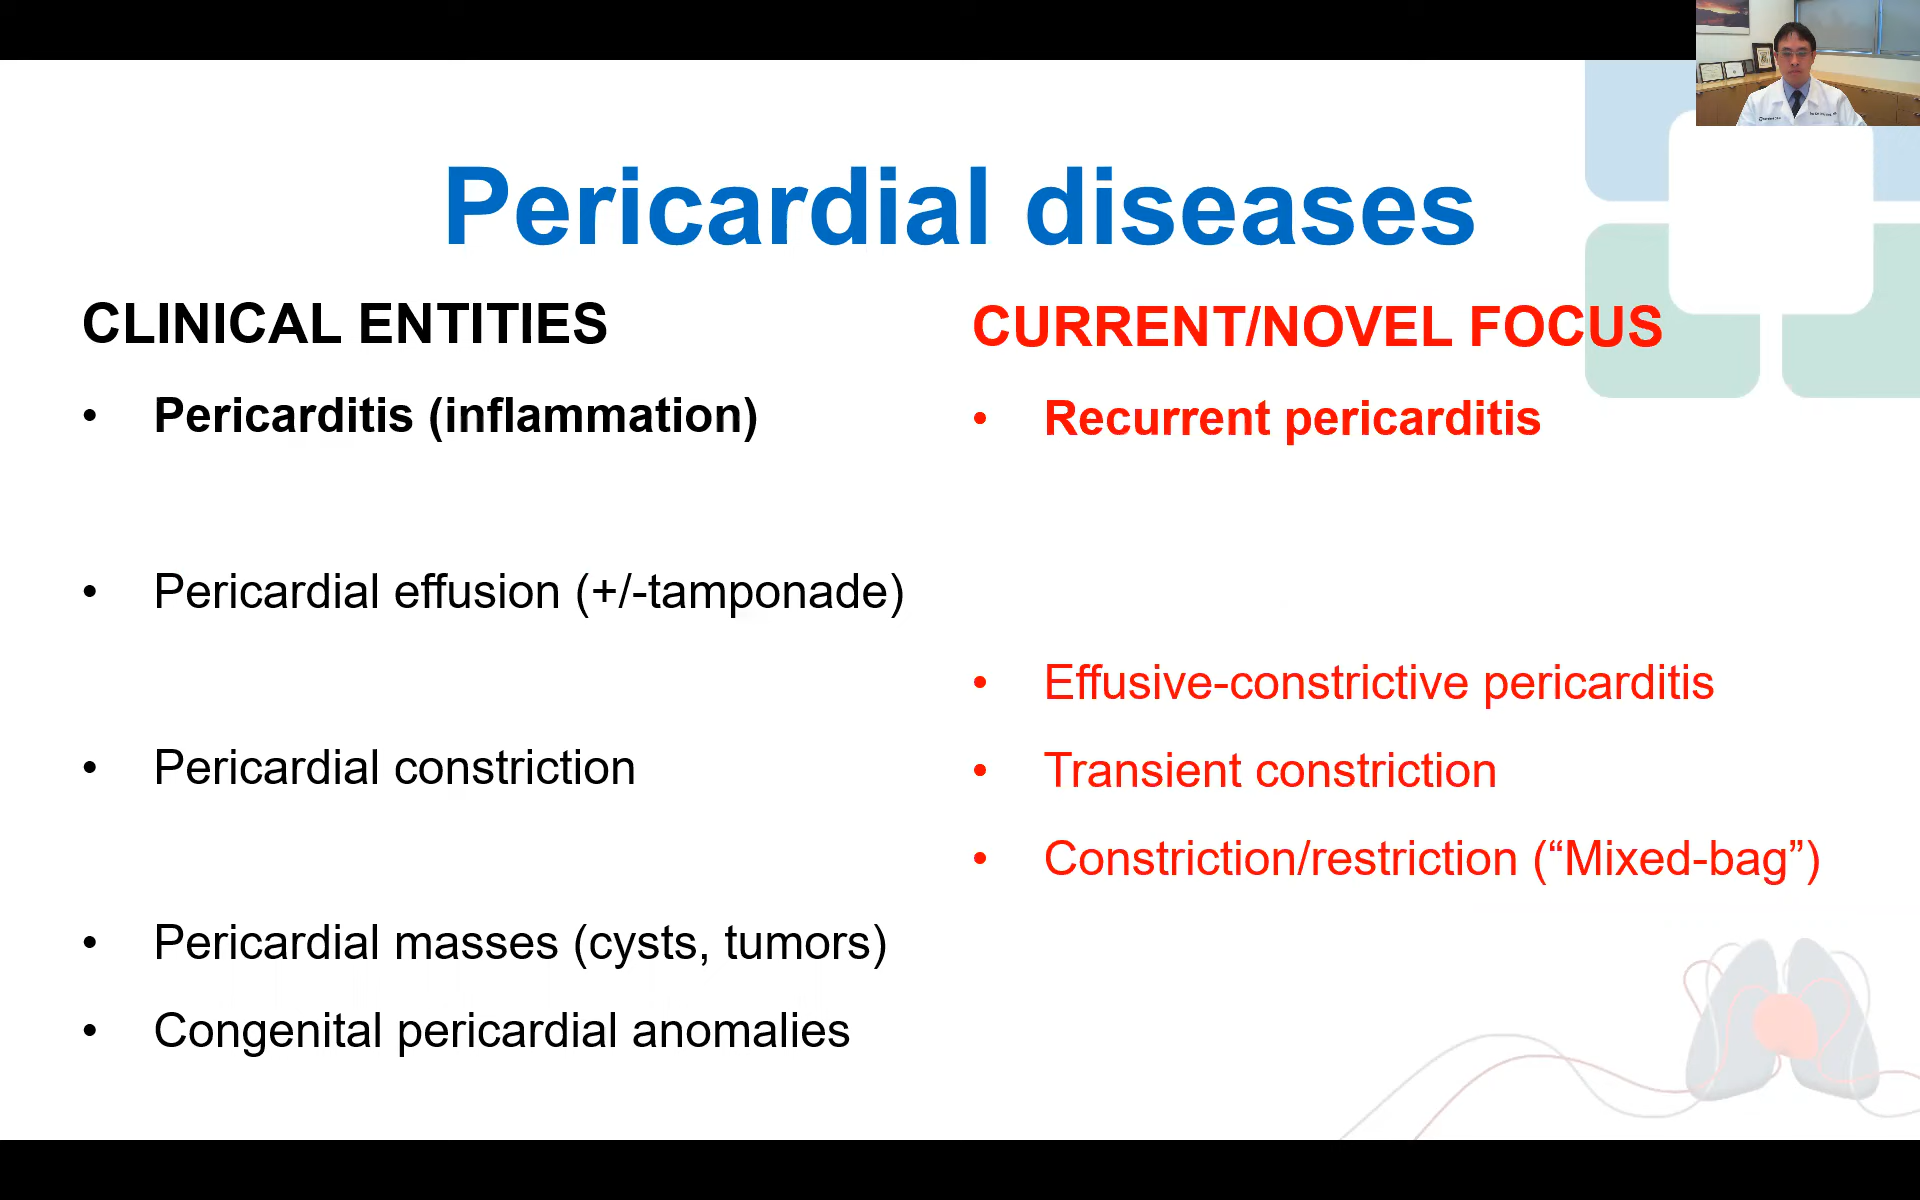 Pericardial diseases
CLINICAL ENTITIES
• Pericarditis (inflammation)
• Pericardial effusion (+/-tamponade)
• Pericardial constriction
• Pericardial masses (cysts, tumors)
• Congenital pericardial anomalies
CURRENT/NOVEL FOCUS
• Recurrent pericarditis
• Effusive-constrictive pericarditis
• Transient constriction
• Constriction/restriction (“Mixed-bag”)